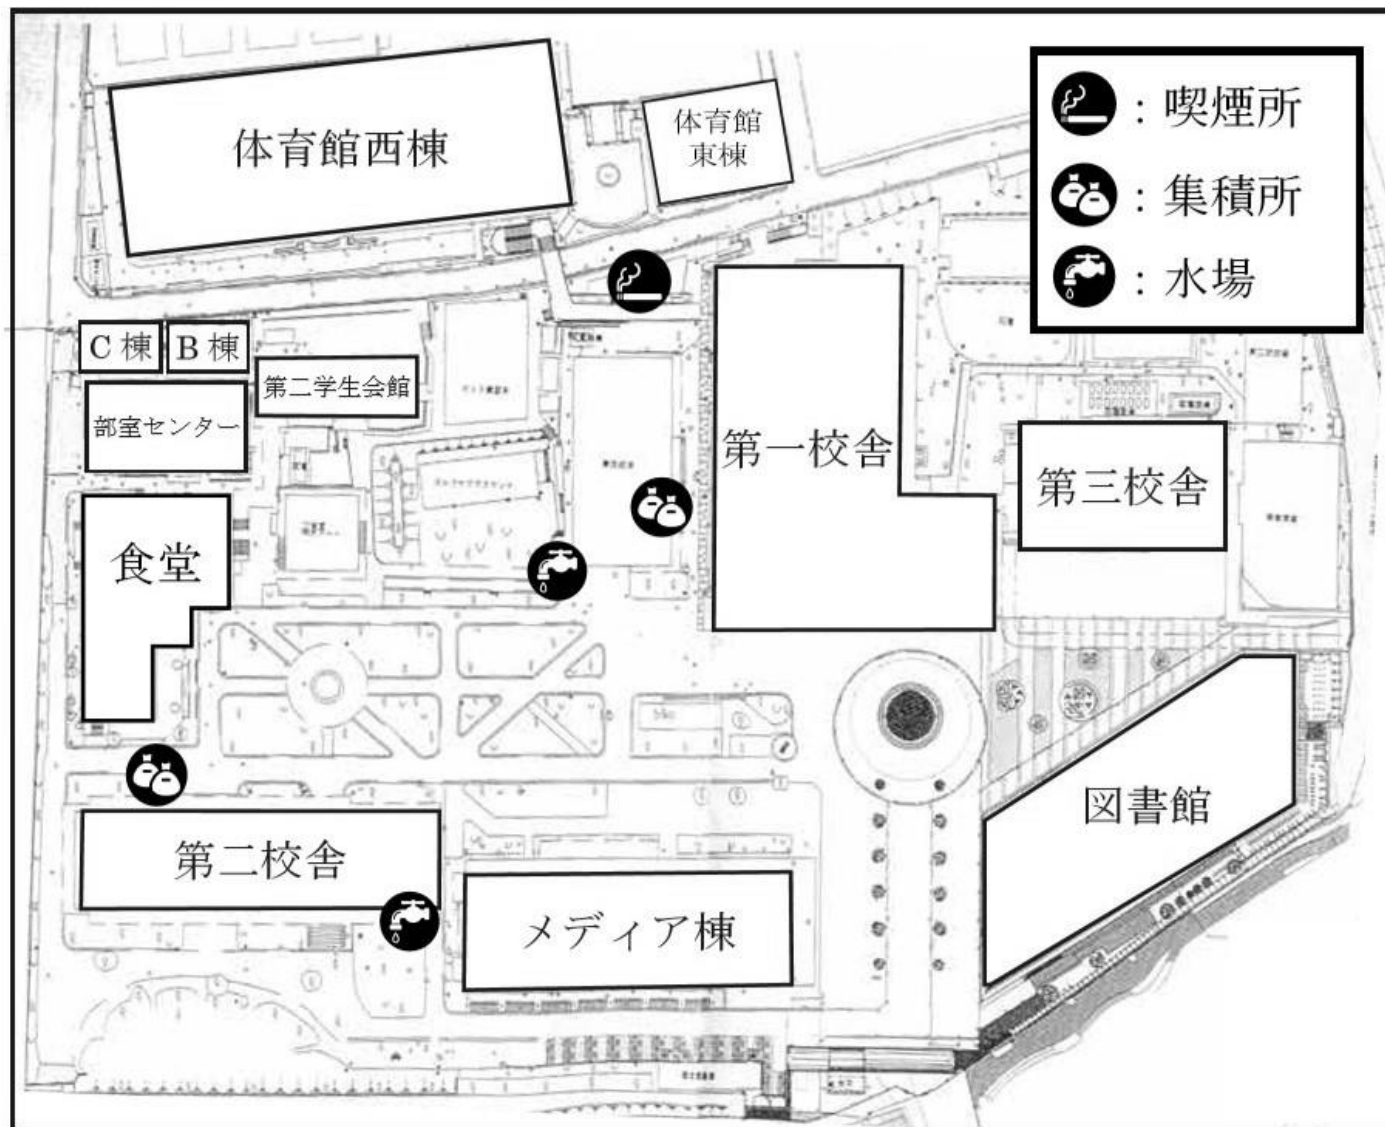 体育館西棟
体育館
東棟
：喫煙所
：集積所
：水場
C 棟
B 棟
第二学生会館
部室センター
第一校舎
第三校舎
食堂
図書館
第二校舎
メディア棟